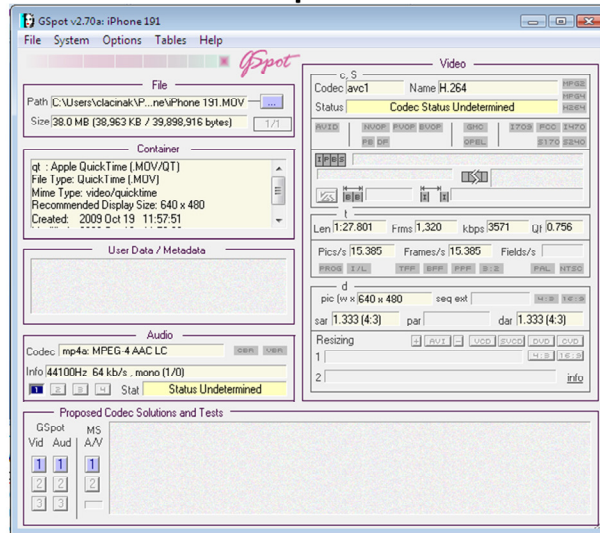 GSpot v2.70a: iPhone 191
File System Options Tables Help
GSpot
File
Path C:\Users\clacinak\P...ne\iPhone 191.MOV
Size 38.0 MB (38,963 KB / 39,898,916 bytes) 1/1
Container
qt : Apple QuickTime (.MOV/QT)
File Type: QuickTime (.MOV)
Mime Type: video/quicktime
Recommended Display Size: 640 x 480
Created: 2009 Oct 19 11:57:51
User Data / Metadata
Audio
Codec mp4a: MPEG-4 AAC LC CBR VBR
Info 44100Hz 64 kb/s , mono (1/0)
1 2 3 4 Stat Status Undetermined
Video
c, S
Codec avc1 Name H.264 MPG2
MPG4
Status Codec Status Undetermined H264
AVID NVOP PVOP BVOP GMC 1709 PCC I470
PB DP QPEL S170 S240
I P B S
B B I I
t
Len 1:27.801 Frms 1,320 kbps 3571 Qf 0.756
Pics/s 15.385 Frames/s 15.385 Fields/s
PROG I/L TFF BFF PFF 3:2 PAL NTSC
d
pic (w x 640 x 480 seq ext 4:3 16:9
sar 1.333 (4:3) par dar 1.333 (4:3)
Resizing + AVI - VCD SVCD DVD OVD
1 4:3 16:9
2 info
Proposed Codec Solutions and Tests
GSpot MS
Vid Aud A/V
1 1 1
2 2 2
3 3